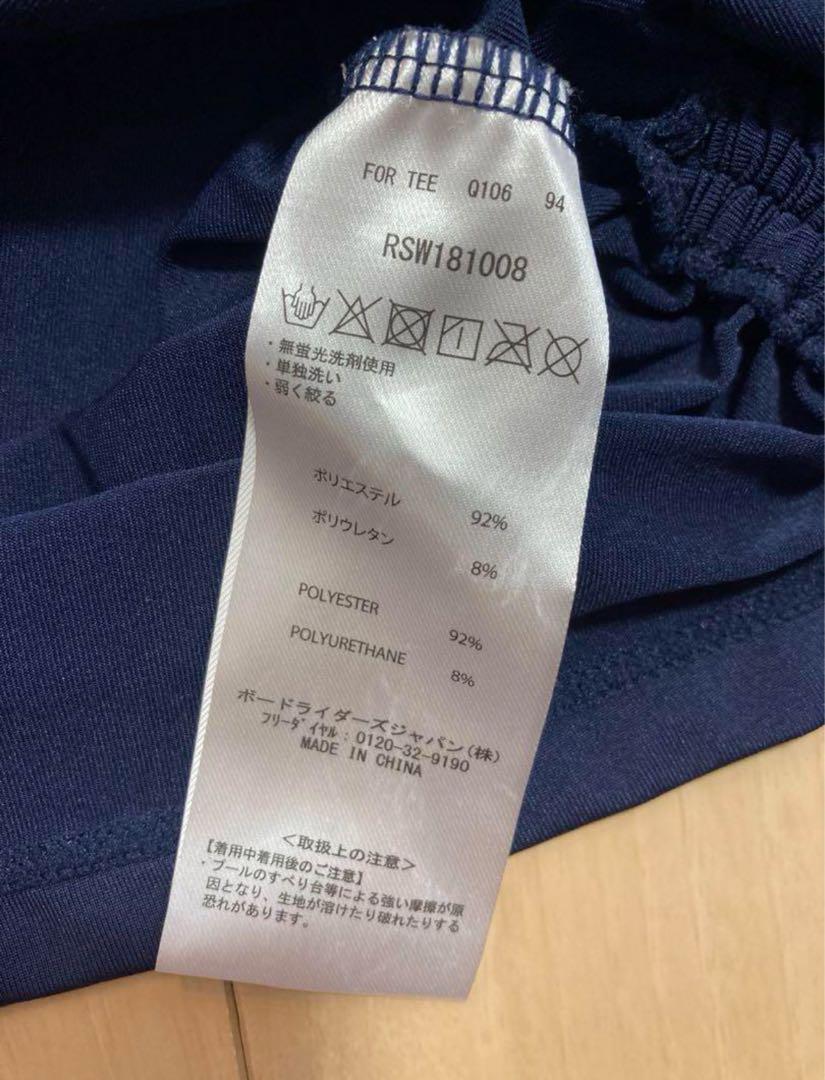 FOR TEE Q106 94
RSW181008
・無蛍光洗剤使用
・単独洗い
・弱く絞る
ポリエステル 92%
ポリウレタン 8%
POLYESTER 92%
POLYURETHANE 8%
ボードライダーズジャパン(株)
フリーダイヤル:0120-32-9190
MADE IN CHINA
<取扱上の注意>
【着用中着用後のご注意】
・プールのすべり台等による強い摩擦が原
因となり、生地が溶けたり破れたりする
恐れがあります。